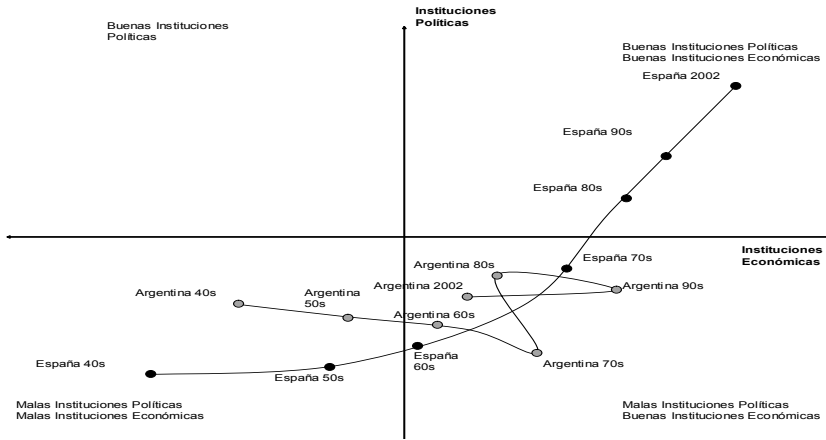 Instituciones
Políticas
Buenas Instituciones
Políticas
Buenas Instituciones Políticas
Buenas Instituciones Económicas
España 2002
España 90s
España 80s
Instituciones
Económicas
España 70s
Argentina 80s
Argentina 2002
Argentina 90s
Argentina 40s
Argentina
50s
Argentina 60s
España
60s
Argentina 70s
España 40s
España 50s
Malas Instituciones Políticas
Malas Instituciones Económicas
Malas Instituciones Políticas
Buenas Instituciones Económicas